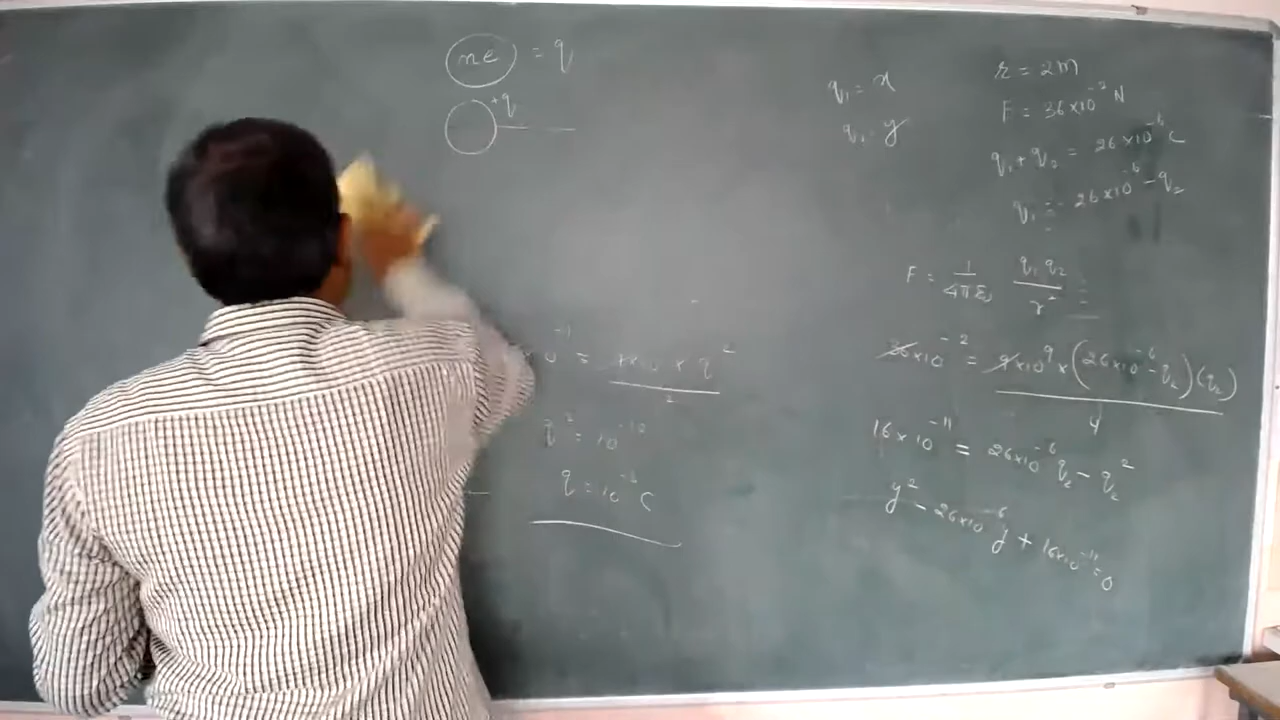 ne = q
+q
q² = 10⁻¹²
q = 10⁻⁶ C
q₁ = x
q₂ = y
r = 2m
F = 36×10⁻² N
q₁ + q₂ = 26×10⁻⁶ C
q₁ = 26×10⁻⁶ - q₂
F = 1/4πε₀ q₁q₂/r²
36×10⁻² = 9×10⁹×(26×10⁻⁶-q₂)(q₂)/4
16×10⁻¹¹ = 26×10⁻⁶ q₂ - q₂²
y² - 26×10⁻⁶ y + 16×10⁻¹¹ = 0